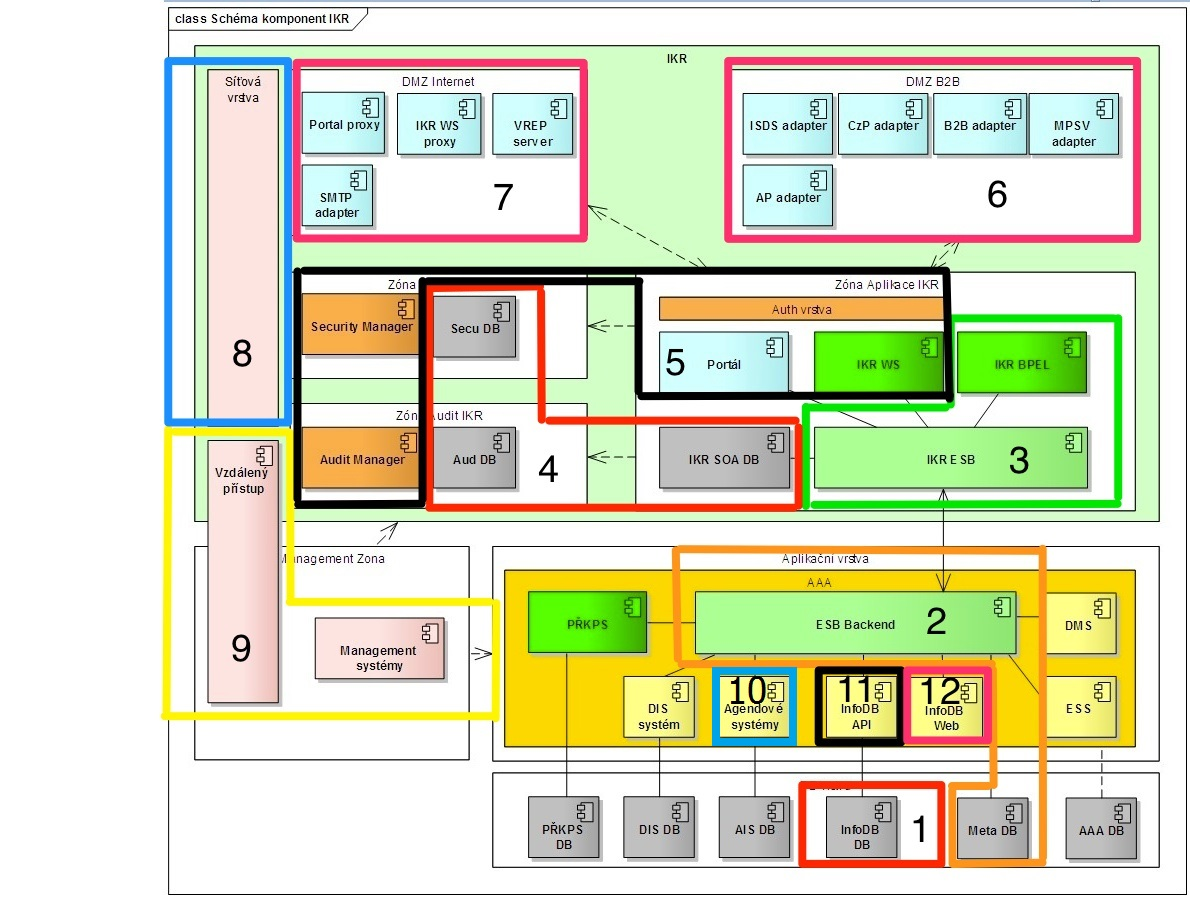 class Schéma komponent IKR
IKR
Síťová
vrstva
DMZ Internet
DMZ B2B
Portal proxy
IKR WS
proxy
VREP
server
ISDS adapter
CzP adapter
B2B adapter
MPSV
adapter
SMTP
adapter
7
AP adapter
6
8
Zóna
Zóna Aplikace IKR
Security Manager
Secu DB
Auth vrstva
5
Portál
IKR WS
IKR BPEL
Audit IKR
Audit Manager
Aud DB
4
IKR SOA DB
IKR ESB
3
Vzdálený
přístup
9
Management Zona
Management
systémy
Aplikační vrstva
AAA
PŘKPS
ESB Backend
2
DMS
DIS
systém
10
Agendové
systémy
11
InfoDB
API
12
InfoDB
Web
ESS
PŘKPS
DB
DIS DB
AIS DB
InfoDB
DB
1
Meta DB
AAA DB